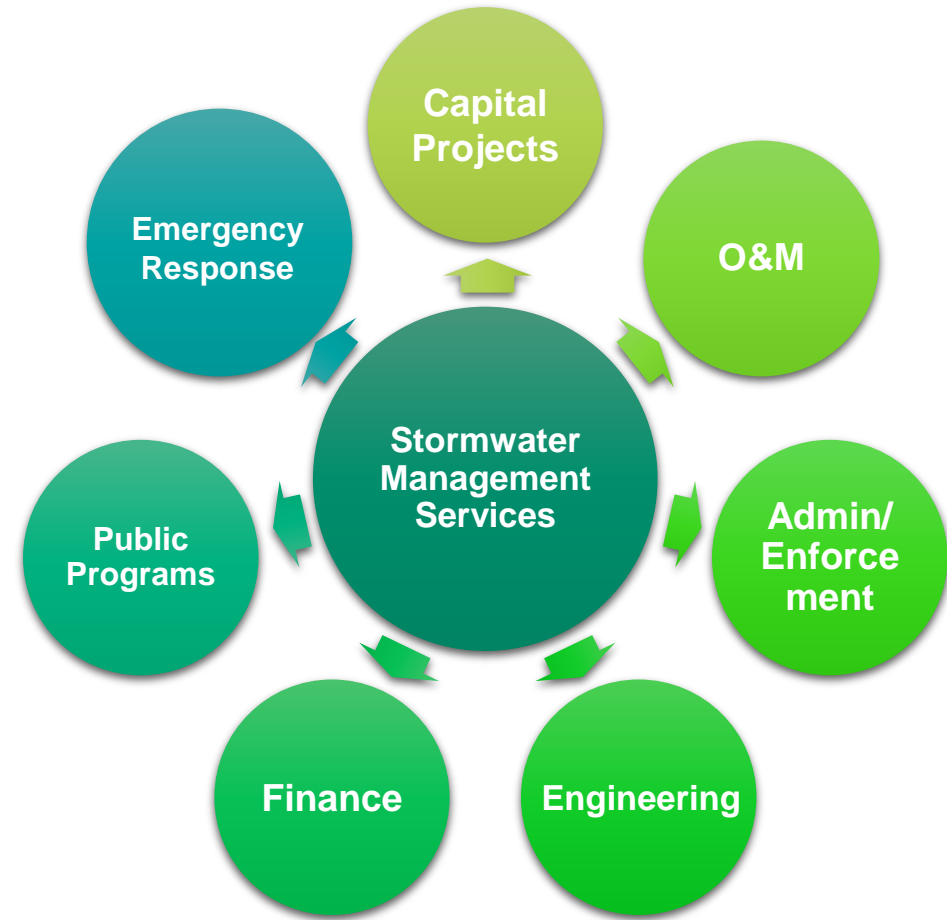 Capital
Projects
Emergency
Response
O&M
Stormwater
Management
Services
Public
Programs
Admin/
Enforce
ment
Finance
Engineering